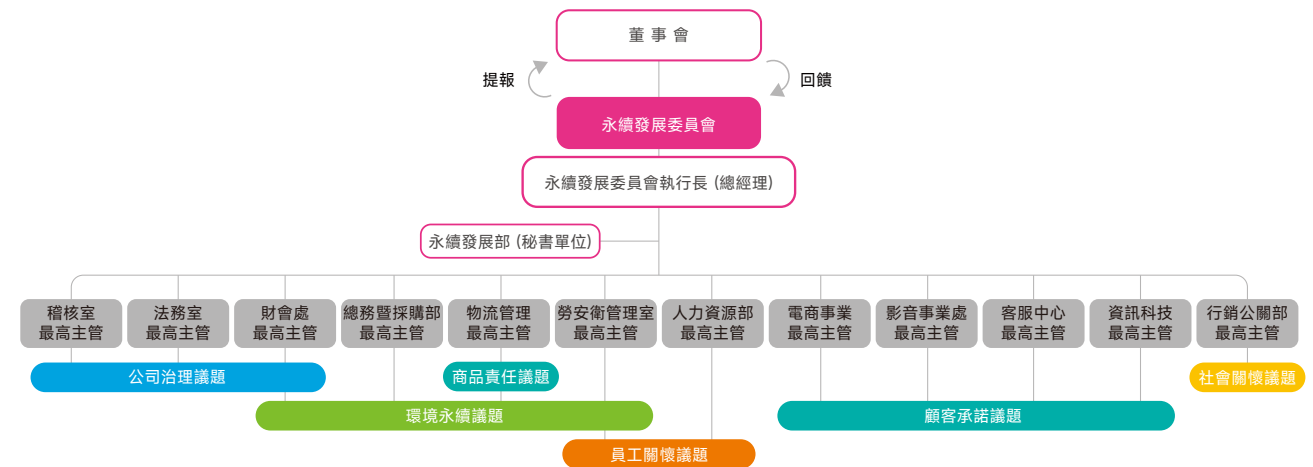 董事會
提報
回饋
永續發展委員會
永續發展委員會執行長 (總經理)
永續發展部 (秘書單位)
稽核室
最高主管
法務室
最高主管
財會處
最高主管
總務暨採購部
最高主管
物流管理
最高主管
勞安衛管理室
最高主管
人力資源部
最高主管
電商事業
最高主管
影音事業處
最高主管
客服中心
最高主管
資訊科技
最高主管
行銷公關部
最高主管
公司治理議題
商品責任議題
社會關懷議題
環境永續議題
顧客承諾議題
員工關懷議題